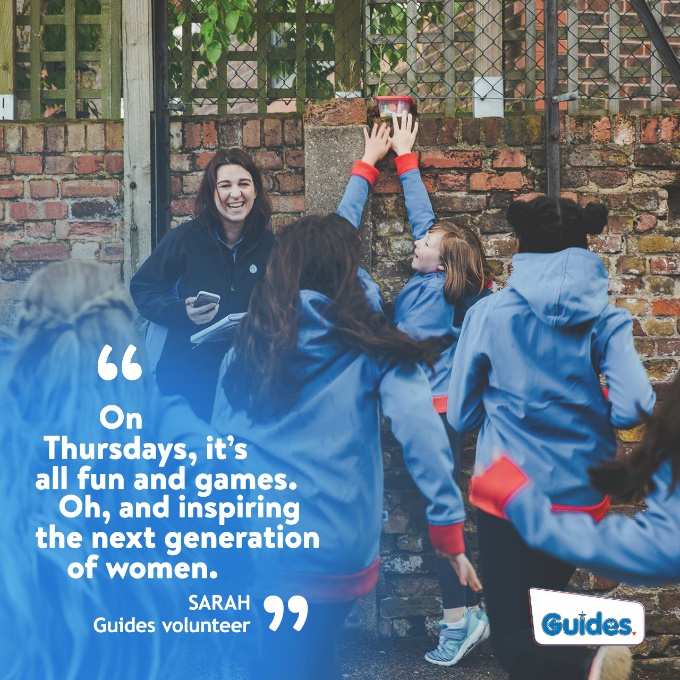 “
On
Thursdays, it's
all fun and games.
Oh, and inspiring
the next generation
of women.
SARAH
Guides volunteer ”
Guides.